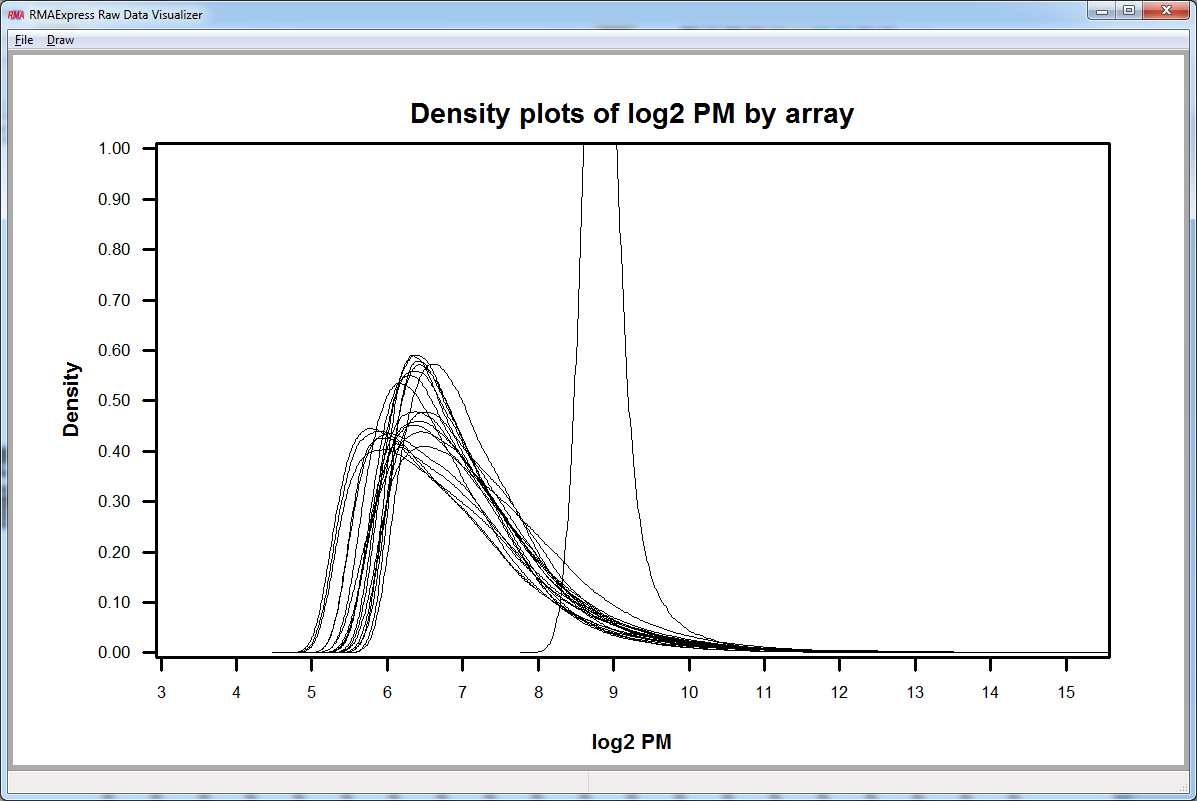 RMA RMAExpress Raw Data Visualizer
File Draw
Density plots of log2 PM by array
1.00
0.90
0.80
0.70
0.60
0.50
0.40
0.30
0.20
0.10
0.00
Density
3 4 5 6 7 8 9 10 11 12 13 14 15
log2 PM